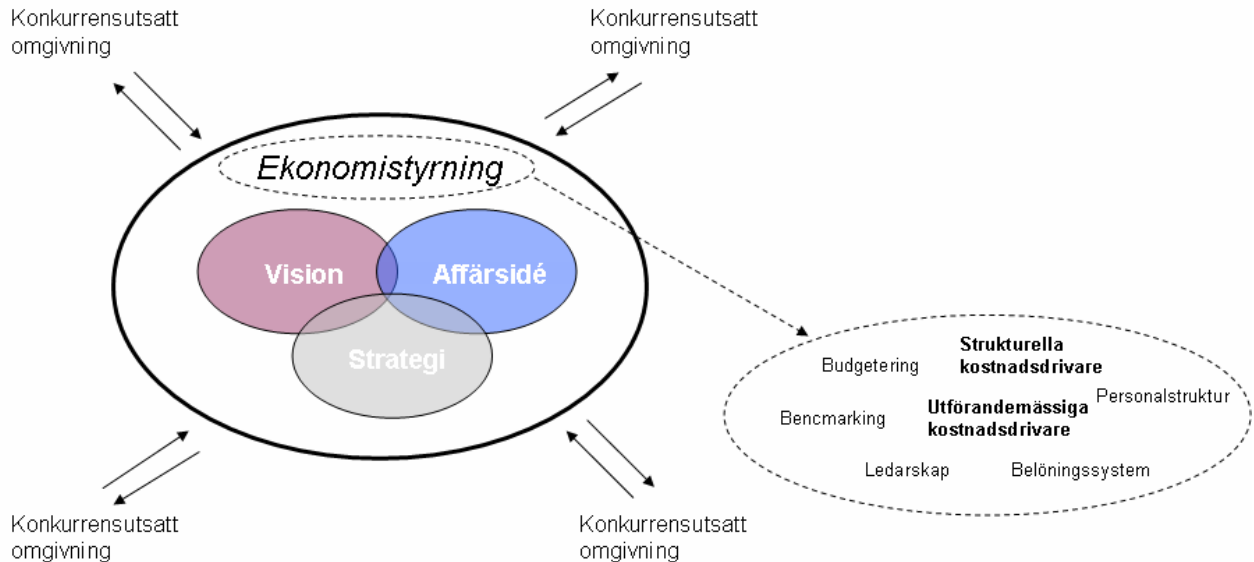 Konkurrensutsatt
omgivning
Konkurrensutsatt
omgivning
Ekonomistyrning
Vision
Affärsidé
Strategi
Budgetering
Strukturella
kostnadsdrivare
Personalstruktur
Bencmarking
Utförandemässiga
kostnadsdrivare
Ledarskap
Belöningssystem
Konkurrensutsatt
omgivning
Konkurrensutsatt
omgivning